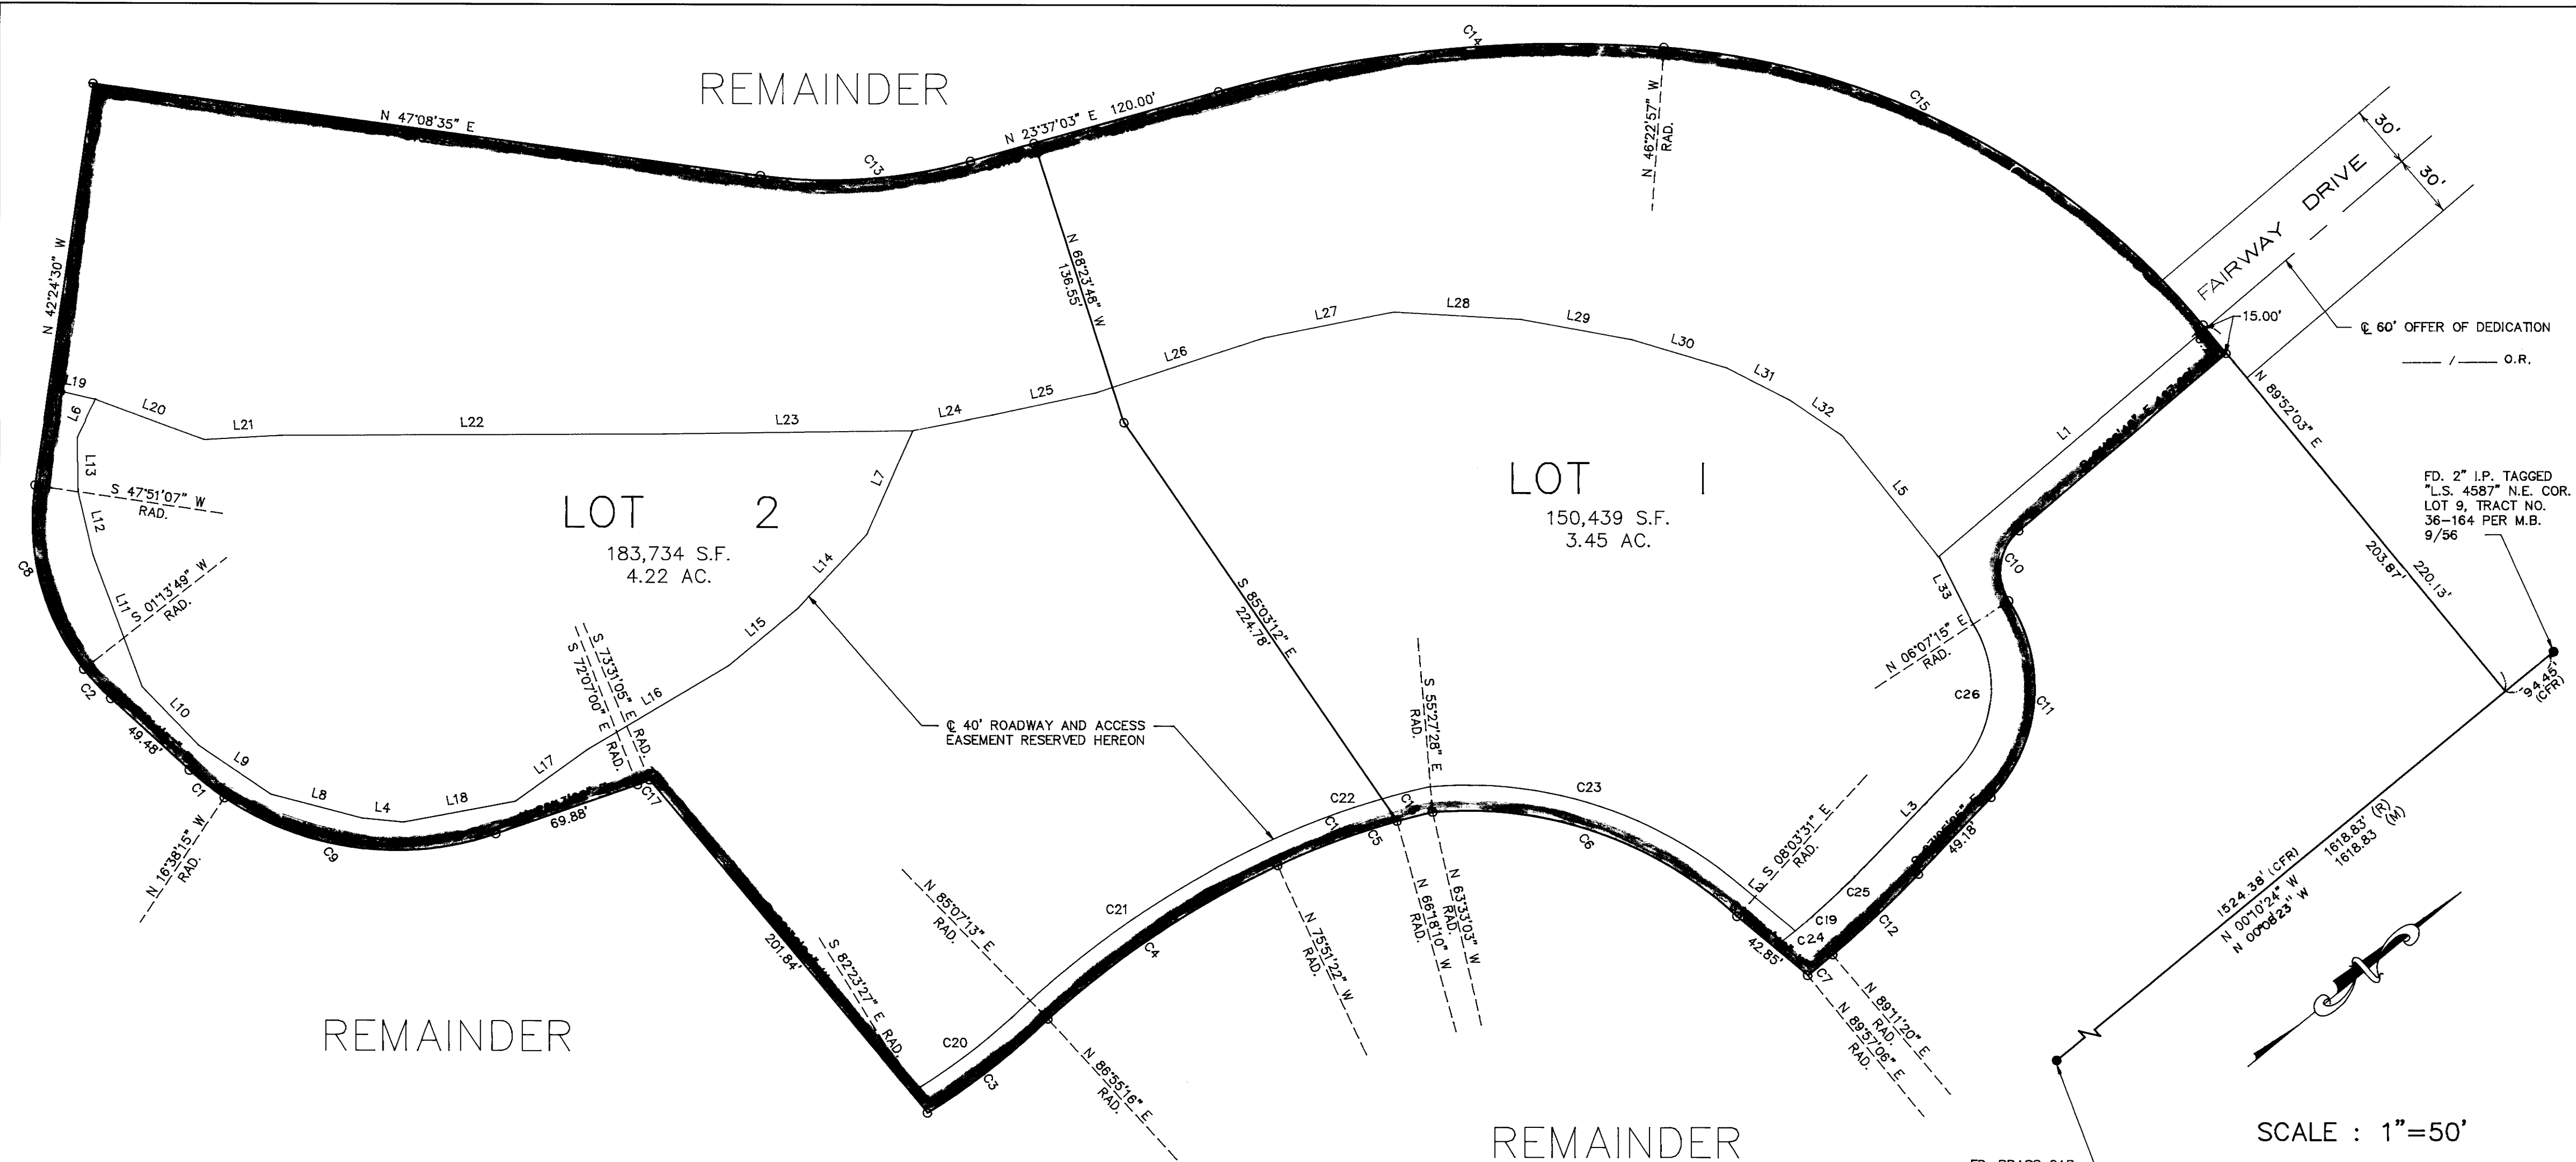 REMAINDER
C14
N 47°08'35" E
C13
N 23°37'03" E 120.00'
N 46°22'57" W
RAD.
C15
30'
30'
FAIRWAY DRIVE
15.00'
℄ 60' OFFER OF DEDICATION
____ / ____ O.R.
N 42°24'30" W
N 68°23'48" W
136.55'
L19
L20
L21
L22
L23
L24
L25
L26
L27
L28
L29
L30
L31
L32
L6
L13
L12
L11
L10
L9
L8
L4
L18
L17
L16
L15
L14
L7
S 47°51'07" W
RAD.
C8
S 01°13'49" W
RAD.
C2
49.48'
C1
N 16°38'15" W
RAD.
C9
69.88'
C17
S 73°31'05" E
RAD.
S 72°07'00" E
RAD.
LOT 2
183,734 S.F.
4.22 AC.
LOT 1
150,439 S.F.
3.45 AC.
S 85°03'12" E
224.78'
℄ 40' ROADWAY AND ACCESS
EASEMENT RESERVED HEREON
L1
L5
L33
C10
N 06°07'15" E
RAD.
C26
C11
L3
49.18'
C25
C12
C19
C24
C7
42.85'
L2
S 08°03'31" E
RAD.
C23
C6
C22
C5
S 55°27'28" E
RAD.
N 63°33'03" W
RAD.
N 66°18'10" W
RAD.
N 75°51'22" W
RAD.
C21
C4
N 85°07'13" E
RAD.
N 86°55'16" E
RAD.
C20
C3
201.84'
S 82°23'27" E RAD.
N 89°11'20" E
RAD.
N 89°57'06" E
RAD.
N 89°52'03" E
203.87'
220.13'
FD. 2" I.P. TAGGED
"L.S. 4587" N.E. COR.
LOT 9, TRACT NO.
36-164 PER M.B.
9/56
94.45'
(CFR)
1524.38' (CFR)
1618.83' (R)
1618.83 (M)
N 00°10'24" W
N 00°08'23" W
REMAINDER
REMAINDER
SCALE : 1"=50'